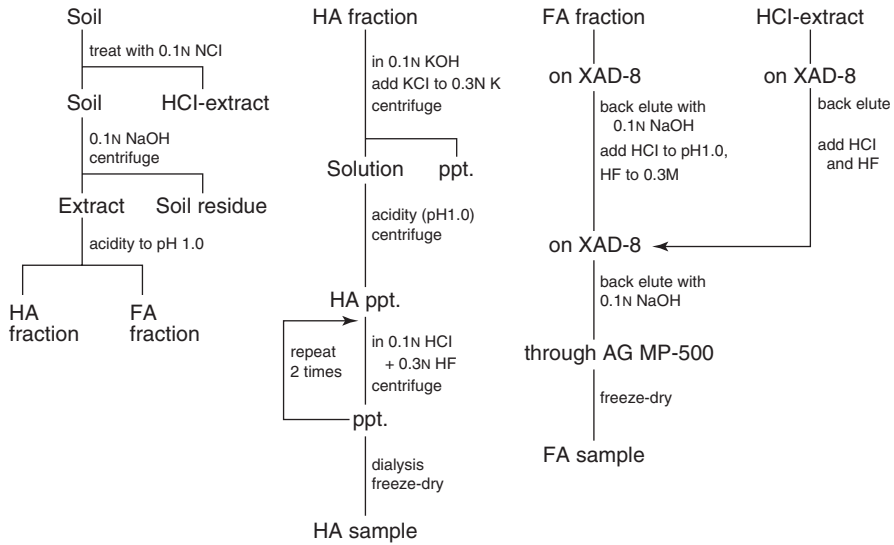 Soil
treat with 0.1N NCl
Soil
HCl-extract
0.1N NaOH
centrifuge
Extract
Soil residue
acidity to pH 1.0
HA
fraction
FA
fraction
HA fraction
in 0.1N KOH
add KCl to 0.3N K
centrifuge
Solution
ppt.
acidity (pH1.0)
centrifuge
HA ppt.
repeat
2 times
in 0.1N HCl
+ 0.3N HF
centrifuge
ppt.
dialysis
freeze-dry
HA sample
FA fraction
on XAD-8
back elute with
0.1N NaOH
add HCl to pH1.0,
HF to 0.3M
on XAD-8
back elute with
0.1N NaOH
through AG MP-500
freeze-dry
FA sample
HCl-extract
on XAD-8
back elute
add HCl
and HF